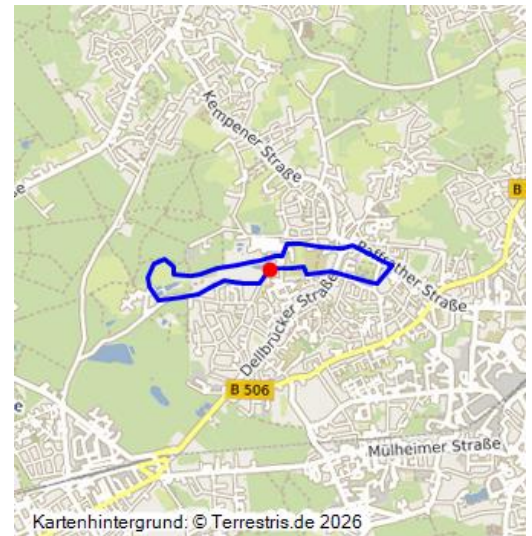 Kempener Straße
B
Paffrather Straße
Dellbrücker Straße
B 506
Mülheimer Straße
Kartenhintergrund: © Terrestris.de 2026